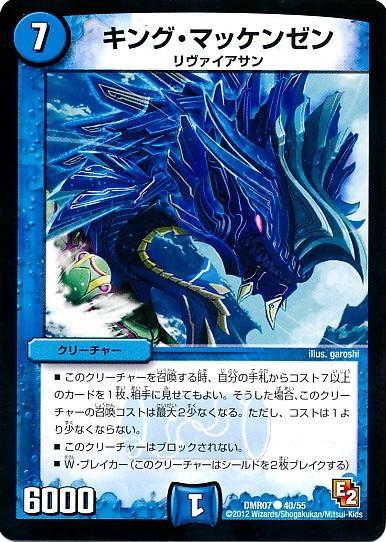 7
キング・マッケンゼン
リヴァイアサン
クリーチャー
illus. garoshi
■このクリーチャーを召喚する時、自分の手札からコスト7以上
のカードを1枚、相手に見せてもよい。そうした場合、このクリ
ーチャーの召喚コストは最大2少なくなる。ただし、コストは1よ
り少なくならない。
■このクリーチャーはブロックされない。
■W・ブレイカー(このクリーチャーはシールドを2枚ブレイクする)
6000
1
E2
DMR07 ● 40/55
©2012 Wizards/Shogakukan/Mitsui-Kids